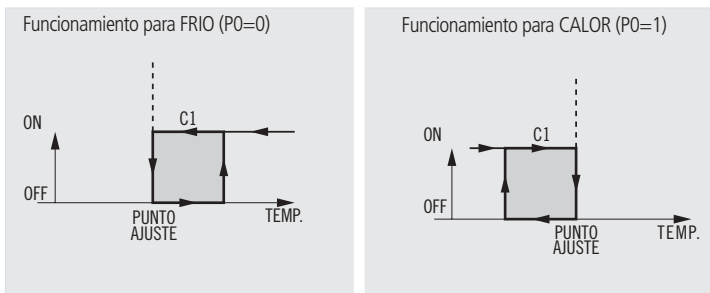 Funcionamiento para FRIO (P0=0)
ON
C1
OFF
PUNTO
AJUSTE
TEMP.
Funcionamiento para CALOR (P0=1)
ON
C1
OFF
PUNTO
AJUSTE
TEMP.